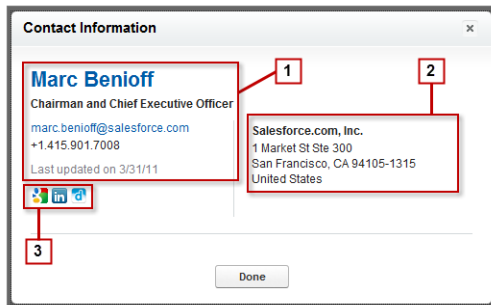 Contact Information
×
1
2
Marc Benioff
Chairman and Chief Executive Officer
marc.benioff@salesforce.com
+1.415.901.7008
Last updated on 3/31/11
Salesforce.com, Inc.
1 Market St Ste 300
San Francisco, CA 94105-1315
United States
in
3
Done